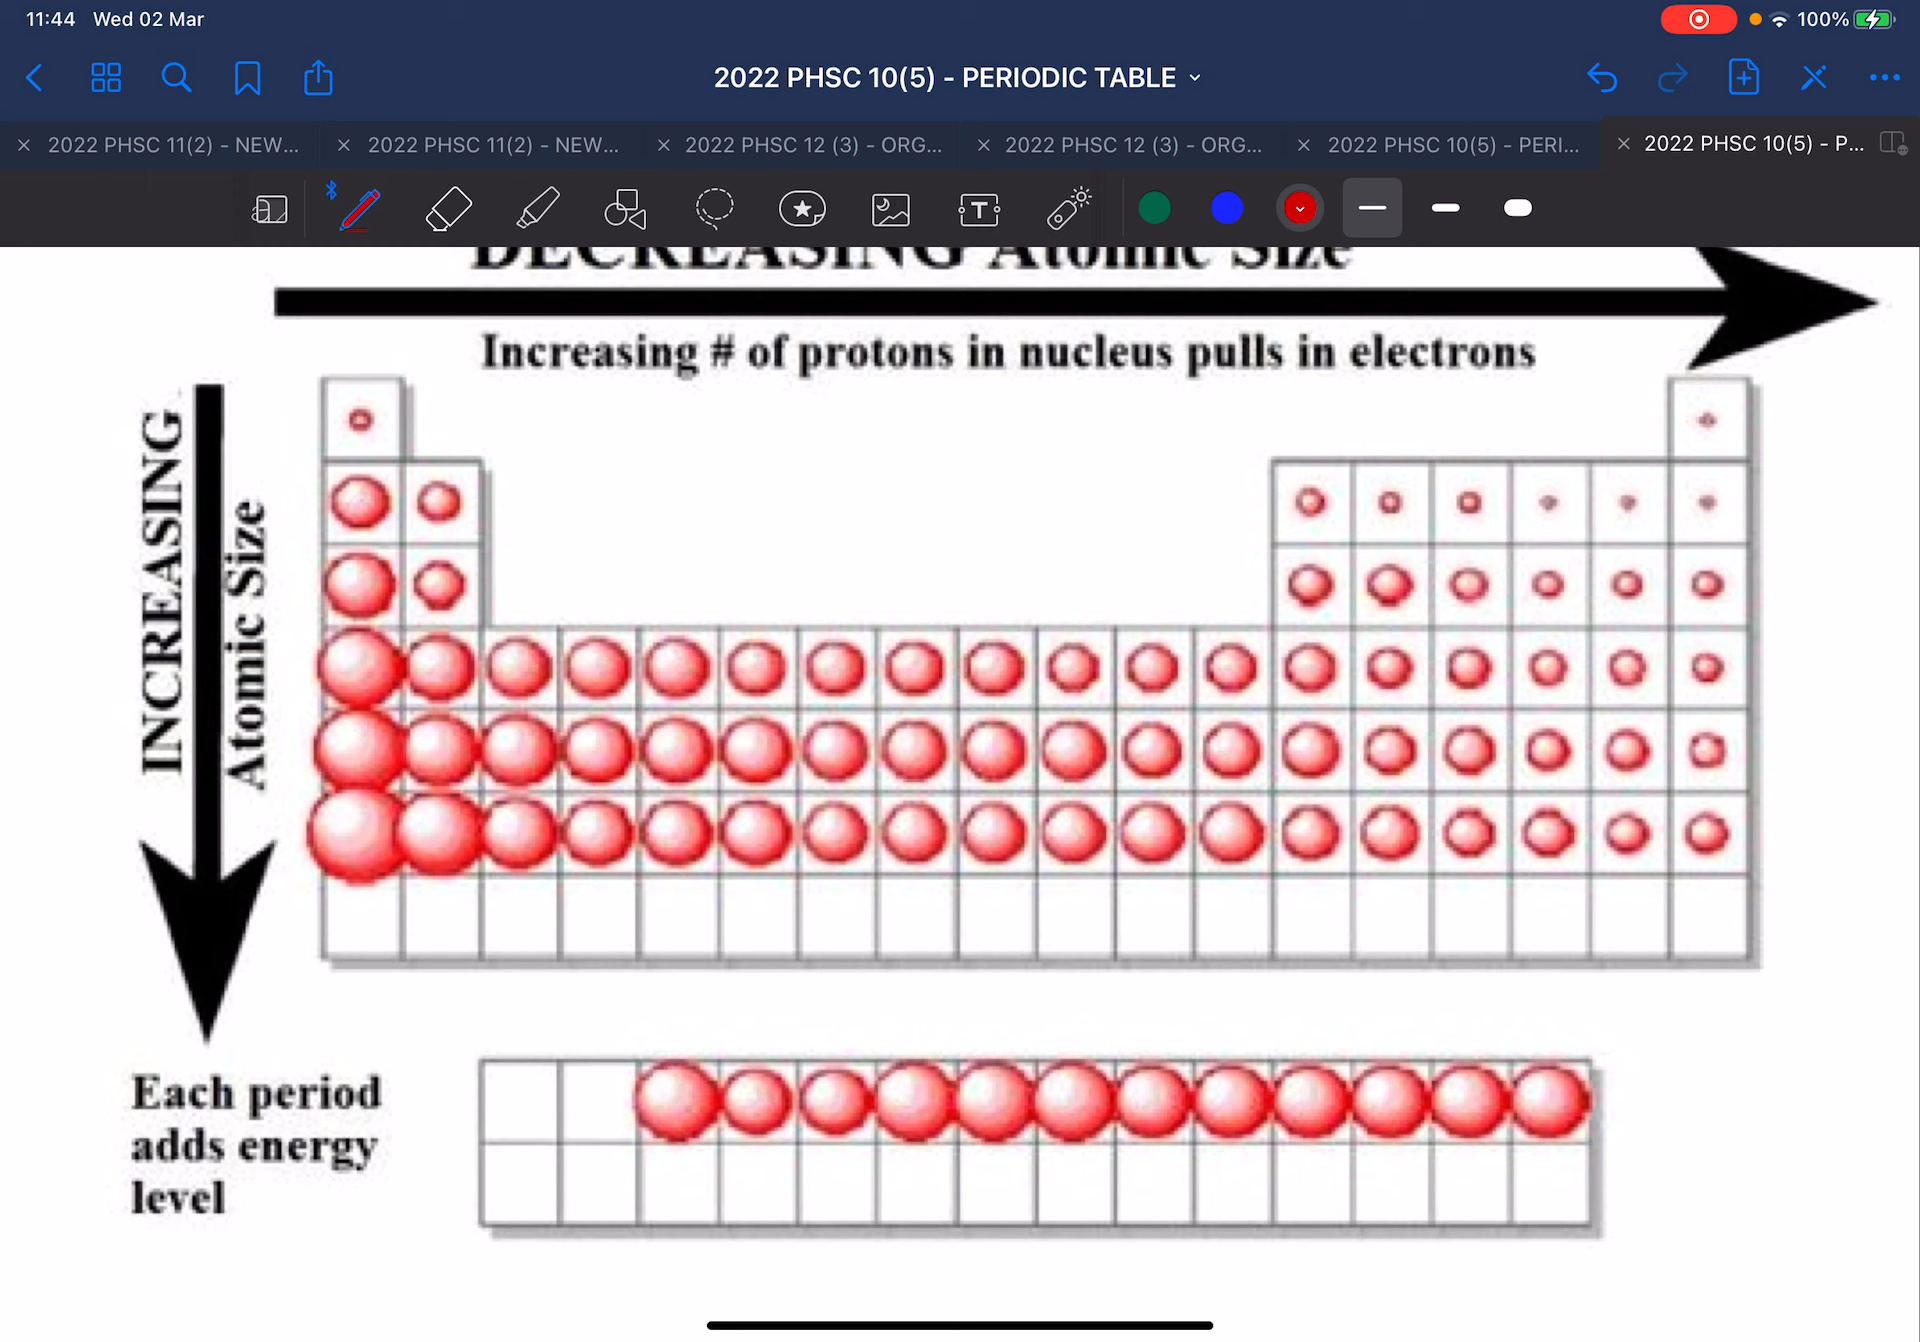 11:44 Wed 02 Mar
100%
2022 PHSC 10(5) - PERIODIC TABLE
2022 PHSC 11(2) - NEW...
2022 PHSC 11(2) - NEW...
2022 PHSC 12 (3) - ORG...
2022 PHSC 12 (3) - ORG...
2022 PHSC 10(5) - PERI...
2022 PHSC 10(5) - P...
T
DECREASING Atomic Size
Increasing # of protons in nucleus pulls in electrons
INCREASING
Atomic Size
Each period
adds energy
level